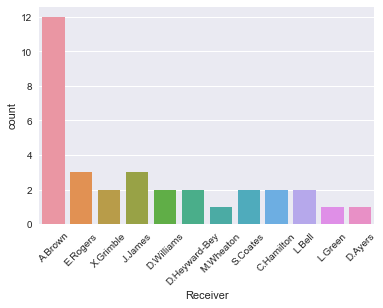 12
10
8
6
4
2
0
count
A.Brown
E.Rogers
X.Grimble
J.James
D.Williams
D.Heyward-Bey
M.Wheaton
S.Coates
C.Hamilton
L.Bell
L.Green
D.Ayers
Receiver